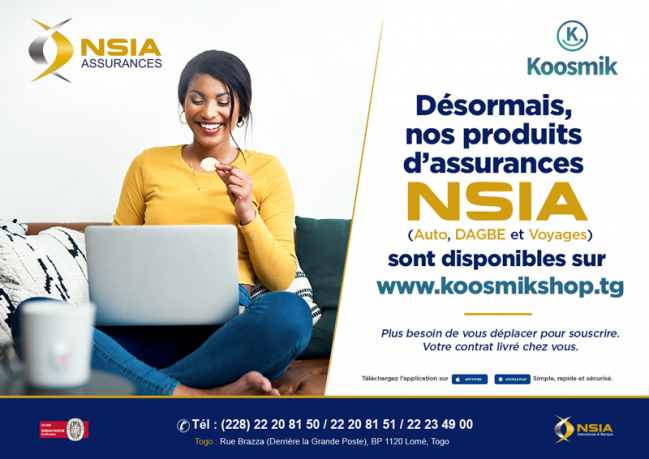 NSIA
ASSURANCES
Koosmik
Désormais,
nos produits
d'assurances
NSIA
(Auto, DAGBE et Voyages)
sont disponibles sur
www.koosmikshop.tg
Plus besoin de vous déplacer pour souscrire.
Votre contrat livré chez vous.
Téléchargez l'application sur APP STORE GOOGLE PLAY Simple, rapide et sécurisé.
Tél : (228) 22 20 81 50 / 22 20 81 51 / 22 23 49 00
Togo : Rue Brazza (Derrière la Grande Poste), BP 1120 Lomé, Togo
NSIA
Assurances & Banque